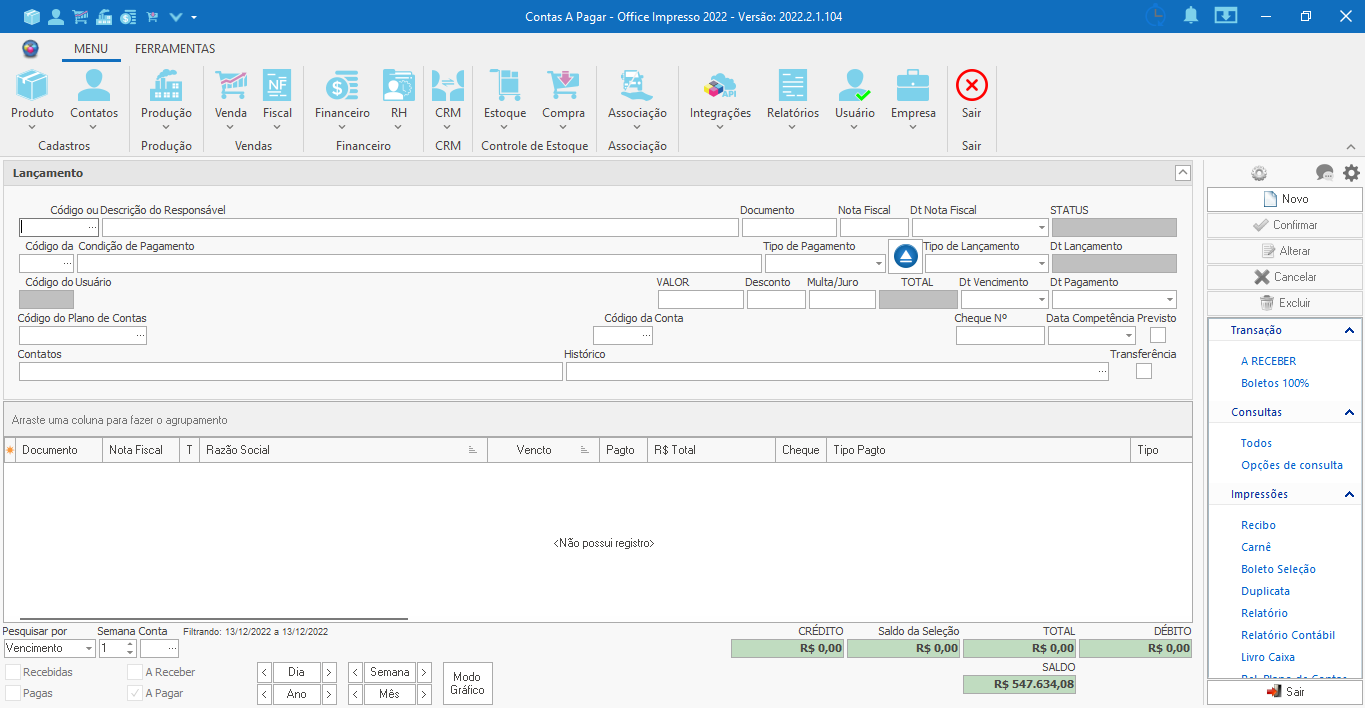 Contas A Pagar - Office Impresso 2022 - Versão: 2022.2.1.104
MENU FERRAMENTAS
Produto Contatos Produção Venda Fiscal Financeiro RH CRM Estoque Compra Associação Integrações Relatórios Usuário Empresa Sair
Cadastros Produção Vendas Financeiro CRM Controle de Estoque Associação Sair
Lançamento
Código ou Descrição do Responsável Documento Nota Fiscal Dt Nota Fiscal STATUS
Código da Condição de Pagamento Tipo de Pagamento Tipo de Lançamento Dt Lançamento
Código do Usuário VALOR Desconto Multa/Juro TOTAL Dt Vencimento Dt Pagamento
Código do Plano de Contas Código da Conta Cheque Nº Data Competência Previsto
Contatos Histórico Transferência
Arraste uma coluna para fazer o agrupamento
Documento Nota Fiscal T Razão Social Vencto Pagto R$ Total Cheque Tipo Pagto Tipo
<Não possui registro>
Pesquisar por Semana Conta Filtrando: 13/12/2022 a 13/12/2022
Vencimento 1
Recebidas A Receber
Pagas A Pagar
< Dia > < Semana >
< Ano > < Mês >
Modo
Gráfico
CRÉDITO Saldo da Seleção TOTAL DÉBITO
R$ 0,00 R$ 0,00 R$ 0,00 R$ 0,00
SALDO
R$ 547.634,08
Novo
Confirmar
Alterar
Cancelar
Excluir
Transação
A RECEBER
Boletos 100%
Consultas
Todos
Opções de consulta
Impressões
Recibo
Carnê
Boleto Seleção
Duplicata
Relatório
Relatório Contábil
Livro Caixa
Rel. Plano de Contas
Sair